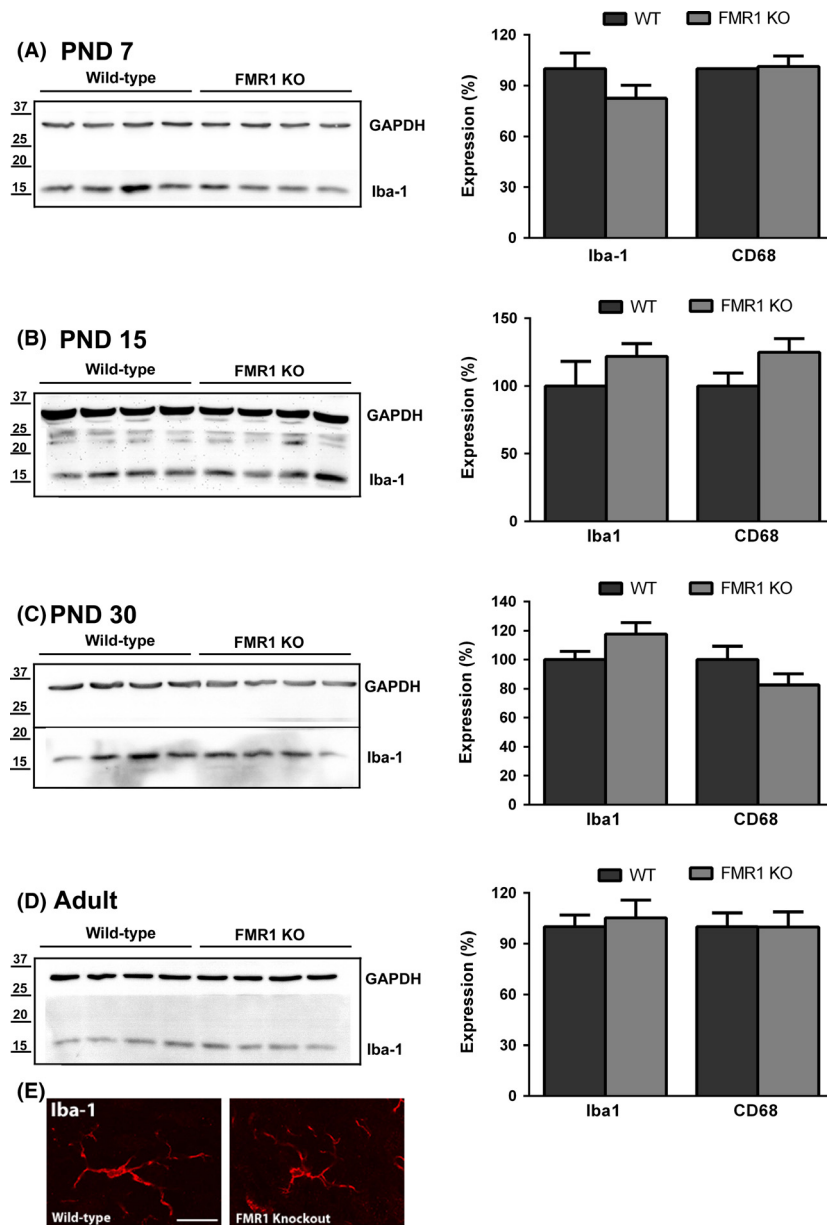 (A) PND 7
Wild-type FMR1 KO
37
GAPDH
25
20
15
Iba-1
WT FMR1 KO
Expression (%)
120
90
60
30
0
Iba-1 CD68
(B) PND 15
Wild-type FMR1 KO
37
GAPDH
25
20
15
Iba-1
WT FMR1 KO
Expression (%)
150
100
50
0
Iba1 CD68
(C) PND 30
Wild-type FMR1 KO
37
GAPDH
25
20
15
Iba-1
WT FMR1 KO
Expression (%)
140
120
100
80
60
40
20
0
Iba1 CD68
(D) Adult
Wild-type FMR1 KO
37
GAPDH
25
20
15
Iba-1
WT FMR1 KO
Expression (%)
120
90
60
30
0
Iba1 CD68
(E)
Iba-1
Wild-type
FMR1 Knockout